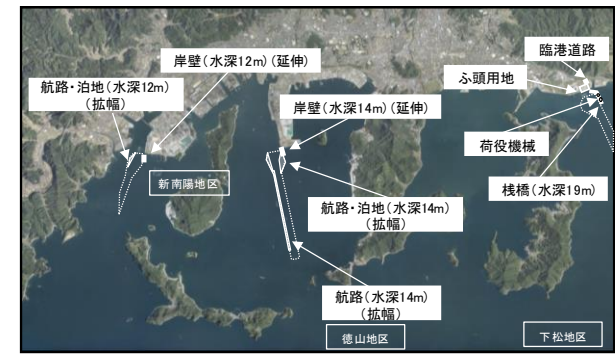 岸壁(水深12m)(延伸)
航路・泊地(水深12m)
(拡幅)
新南陽地区
岸壁(水深14m)(延伸)
航路・泊地(水深14m)
(拡幅)
航路(水深14m)
(拡幅)
徳山地区
臨港道路
ふ頭用地
荷役機械
桟橋(水深19m)
下松地区